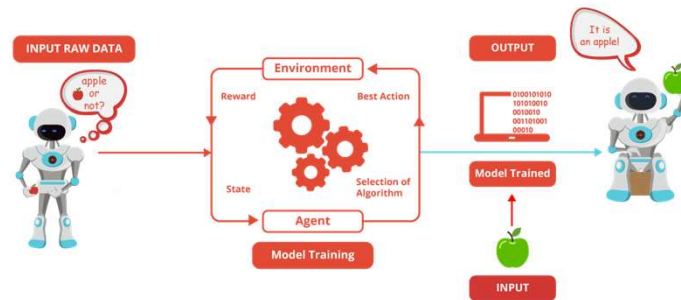 INPUT RAW DATA
apple
or
not?
Environment
Reward
Best Action
State
Selection of
Algorithm
Agent
Model Training
OUTPUT
0100101010
101010010
0010010
001101001
00010
Model Trained
INPUT
It is
an apple!